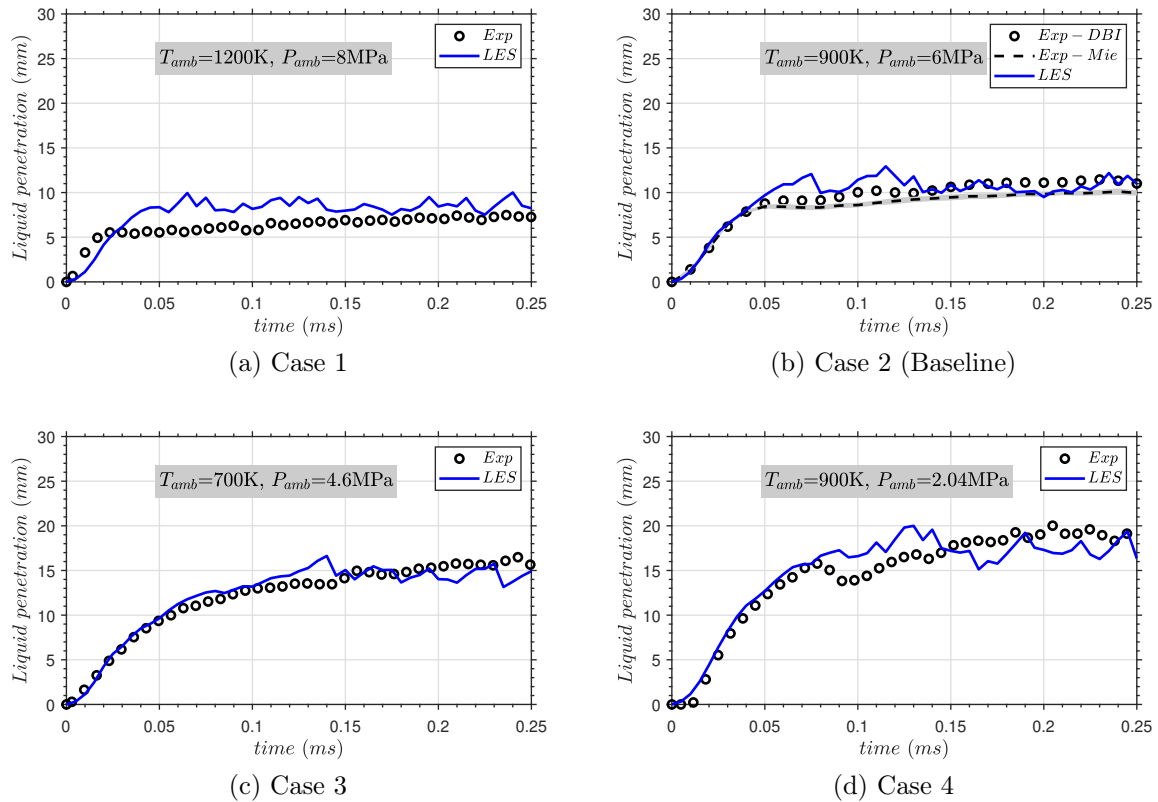 30
25
20
15
10
5
0
Liquid penetration (mm)
T_amb=1200K, P_amb=8MPa
Exp
LES
0 0.05 0.1 0.15 0.2 0.25
time (ms)
(a) Case 1
30
25
20
15
10
5
0
Liquid penetration (mm)
T_amb=900K, P_amb=6MPa
Exp − DBI
Exp − Mie
LES
0 0.05 0.1 0.15 0.2 0.25
time (ms)
(b) Case 2 (Baseline)
30
25
20
15
10
5
0
Liquid penetration (mm)
T_amb=700K, P_amb=4.6MPa
Exp
LES
0 0.05 0.1 0.15 0.2 0.25
time (ms)
(c) Case 3
30
25
20
15
10
5
0
Liquid penetration (mm)
T_amb=900K, P_amb=2.04MPa
Exp
LES
0 0.05 0.1 0.15 0.2 0.25
time (ms)
(d) Case 4